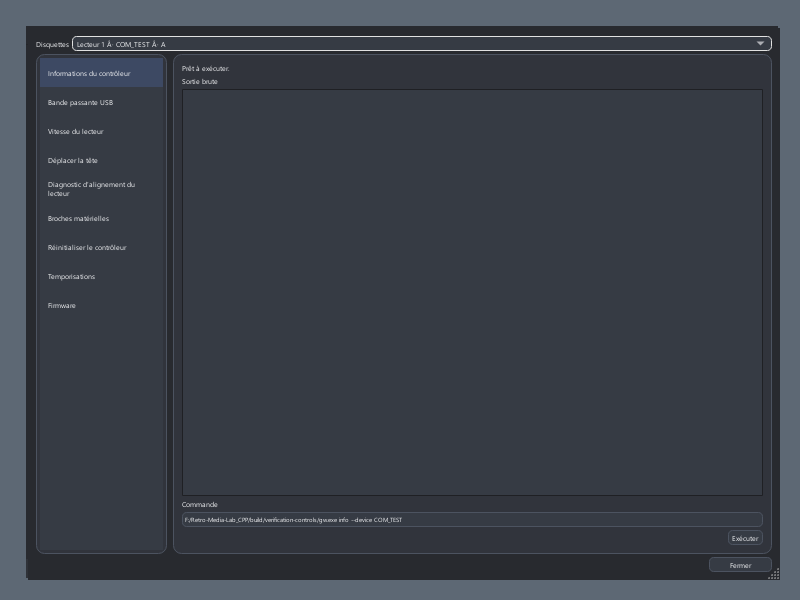 Disquettes
Lecteur 1 Â· COM_TEST Â· A
Informations du contrôleur
Bande passante USB
Vitesse du lecteur
Déplacer la tête
Diagnostic d'alignement du
lecteur
Broches matérielles
Réinitialiser le contrôleur
Temporisations
Firmware
Prêt à exécuter.
Sortie brute
Commande
F:/Retro-Media-Lab_CPP/build/verification-controls/gw.exe info --device COM_TEST
Exécuter
Fermer